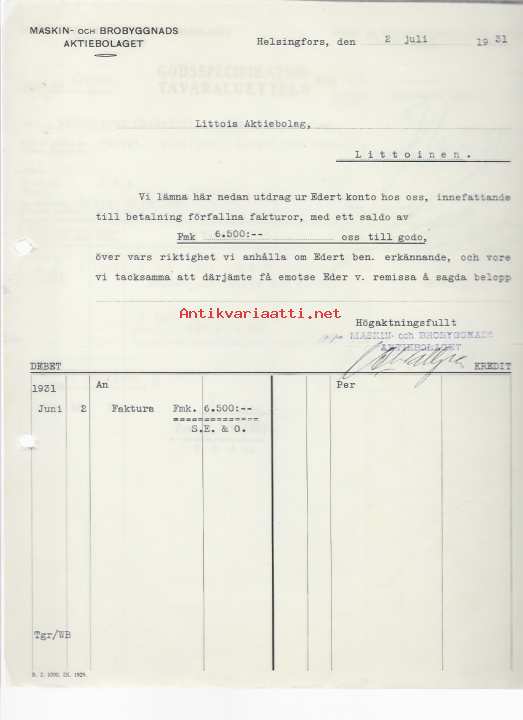 MASKIN- OCH BROBYGGNADS
AKTIEBOLAGET
Helsingfors, den 2 juli 1931
Littois Aktiebolag,
Littoinen.
Vi lämna här nedan utdrag ur Edert konto hos oss, innefattande
till betalning förfallna fakturor, med ett saldo av
Fmk 6.500:-- oss till godo,
över vars riktighet vi anhålla om Edert ben. erkännande, och vore
vi tacksamma att därjämte få emotse Eder v. remissa å sagda belopp
Antikvariaatti.net
Högaktningsfullt
MASKIN- och BROBYGGNADS
AKTIEBOLAGET
DEBET KREDIT
1931 An Per
Juni 2 Faktura Fmk. 6.500:--
==============
S.E. & O.
Tgr/WB